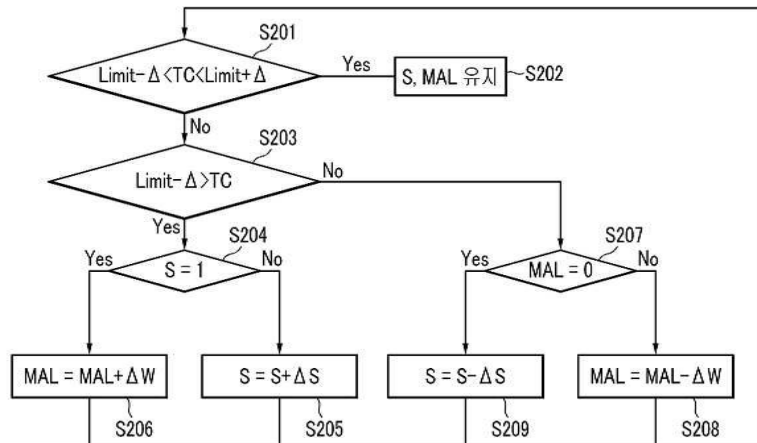 S201
Limit-Δ<TC<Limit+Δ
Yes
S, MAL 유지
S202
No
S203
Limit-Δ>TC
No
Yes
S204
S207
Yes
S = 1
No
Yes
MAL = 0
No
MAL = MAL+ΔW
S = S+ΔS
S = S-ΔS
MAL = MAL-ΔW
S206
S205
S209
S208